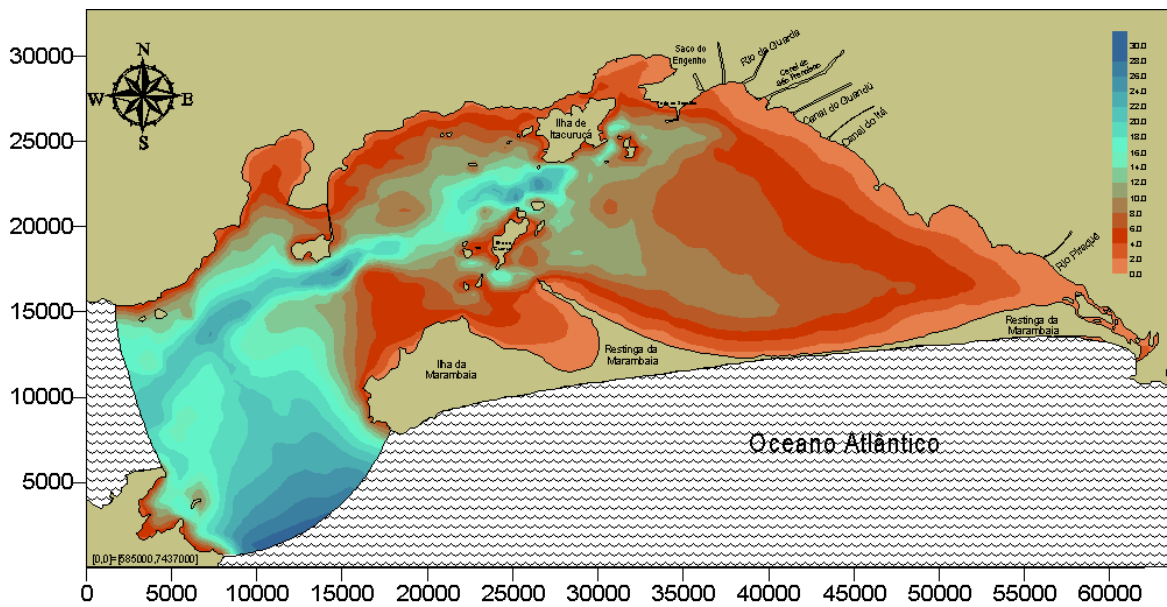 30000
25000
20000
15000
10000
5000
N
W
E
S
Saco do
Engenho
Rio da Guarda
Canal de
São Francisco
Canal do Guandú
Canal do Itá
Ilha de
Itacuruçá
30.0
28.0
26.0
24.0
22.0
20.0
18.0
16.0
14.0
12.0
10.0
8.0
6.0
4.0
2.0
0.0
Rio Piraquê
Ilha da
Marambaia
Restinga da
Marambaia
Restinga da
Marambaia
Oceano Atlântico
[0,0]=[585000,7437000]
0
5000
10000
15000
20000
25000
30000
35000
40000
45000
50000
55000
60000